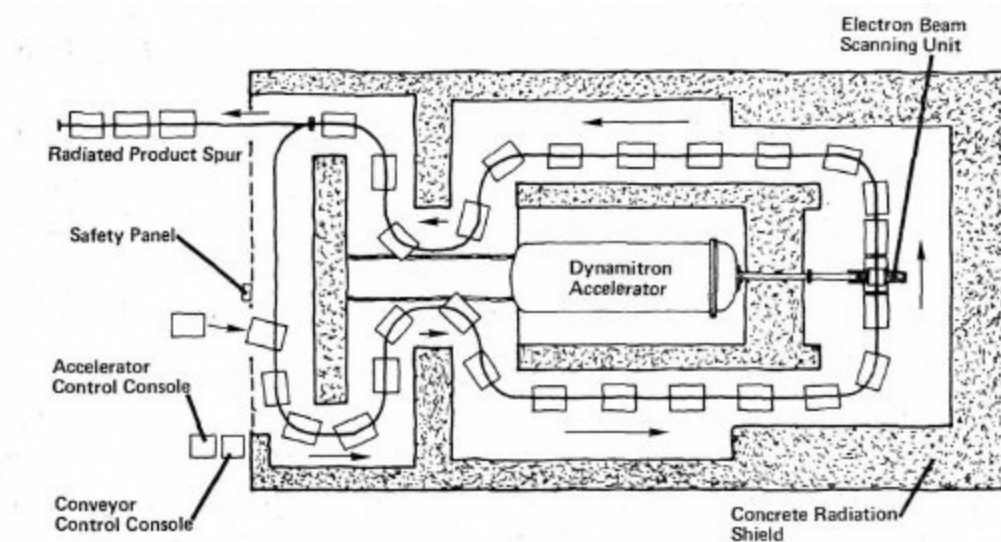 Electron Beam
Scanning Unit
Radiated Product Spur
Safety Panel
Dynamitron
Accelerator
Accelerator
Control Console
Conveyor
Control Console
Concrete Radiation
Shield